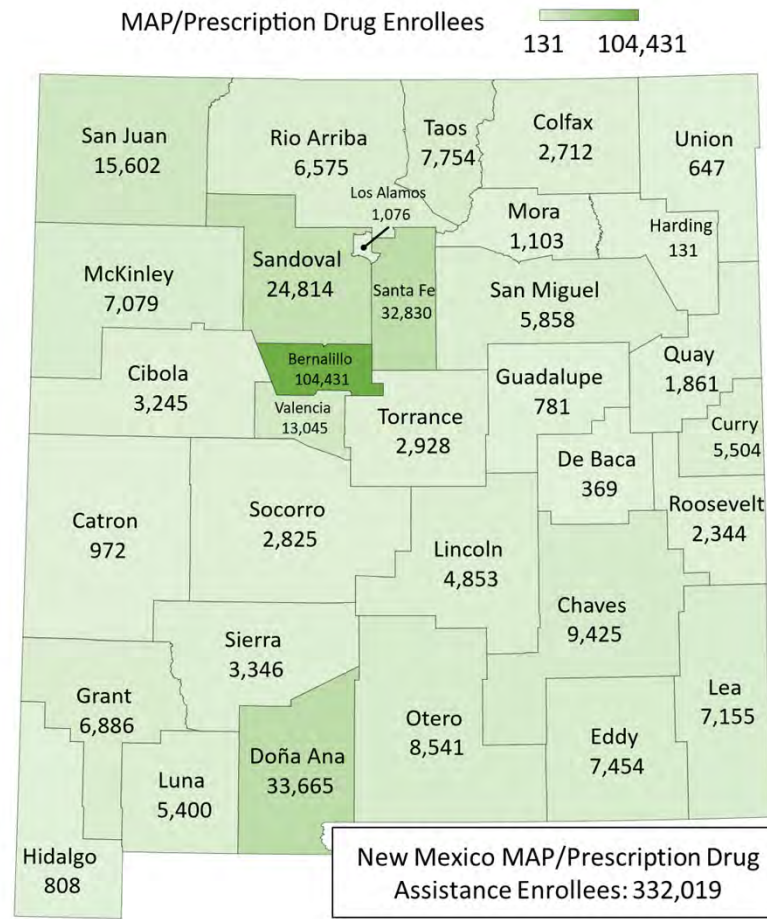 MAP/Prescription Drug Enrollees
131 104,431
San Juan
15,602
Rio Arriba
6,575
Taos
7,754
Colfax
2,712
Union
647
Los Alamos
1,076
Mora
1,103
Harding
131
McKinley
7,079
Sandoval
24,814
Santa Fe
32,830
San Miguel
5,858
Quay
1,861
Cibola
3,245
Bernalillo
104,431
Valencia
13,045
Torrance
2,928
Guadalupe
781
Curry
5,504
De Baca
369
Roosevelt
2,344
Catron
972
Socorro
2,825
Lincoln
4,853
Chaves
9,425
Sierra
3,346
Grant
6,886
Lea
7,155
Otero
8,541
Eddy
7,454
Doña Ana
33,665
Luna
5,400
Hidalgo
808
New Mexico MAP/Prescription Drug
Assistance Enrollees: 332,019